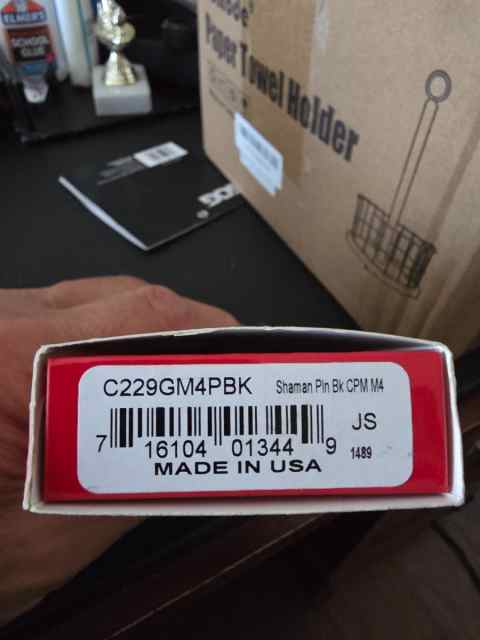 ELMER'S
SCHOOL
GLUE
Paper Towel Holder
C229GM4PBK Shaman Pln Bk CPM M4
7 16104 01344 9
JS
1489
MADE IN USA